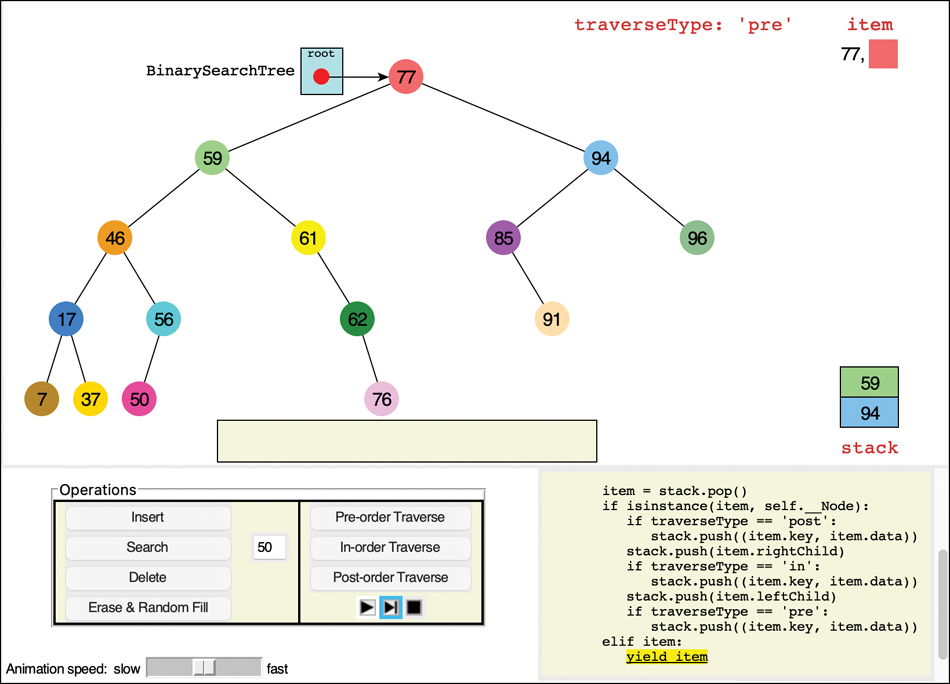 traverseType: 'pre' item
77,
root
BinarySearchTree
77
59 94
46 61 85 96
17 56 62 91
7 37 50 76
59
94
stack
Operations
Insert
Search
Delete
Erase & Random Fill
50
Pre-order Traverse
In-order Traverse
Post-order Traverse
Animation speed: slow fast
item = stack.pop()
if isinstance(item, self.__Node):
if traverseType == 'post':
stack.push((item.key, item.data))
stack.push(item.rightChild)
if traverseType == 'in':
stack.push((item.key, item.data))
stack.push(item.leftChild)
if traverseType == 'pre':
stack.push((item.key, item.data))
elif item:
yield item